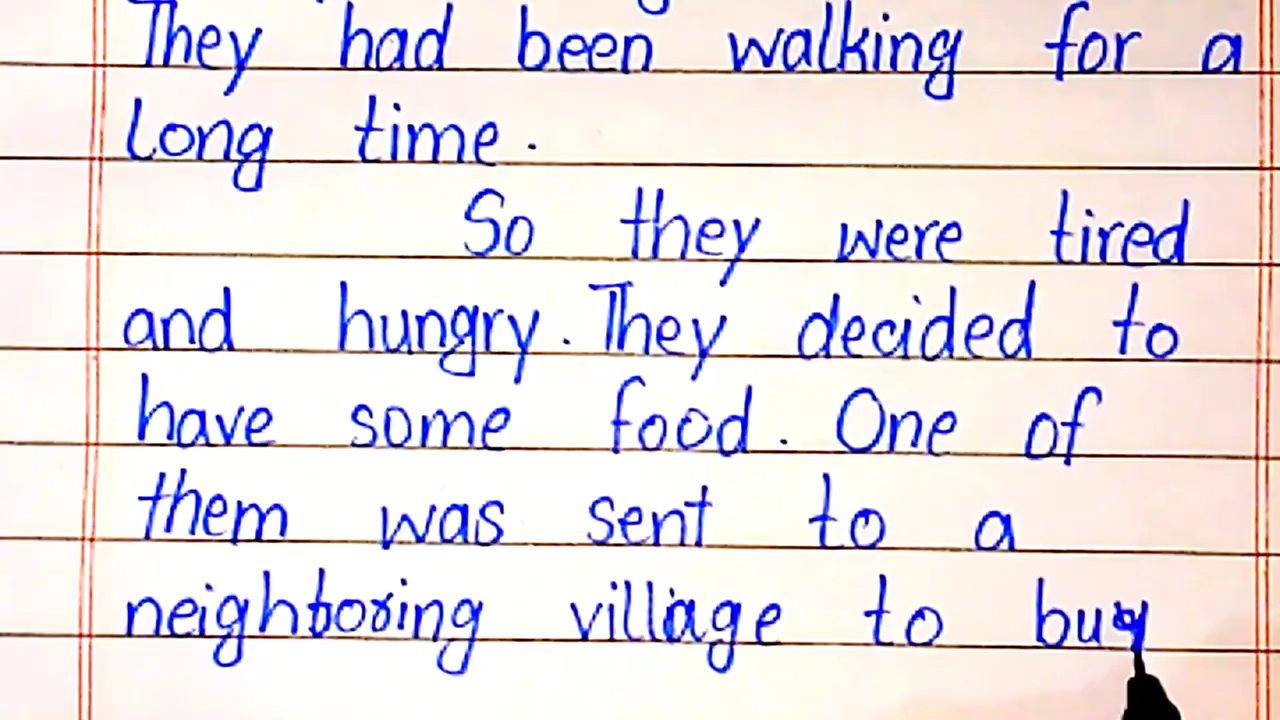 They had been walking for a
long time.
So they were tired
and hungry. They decided to
have some food. One of
them was sent to a
neighboring village to buy